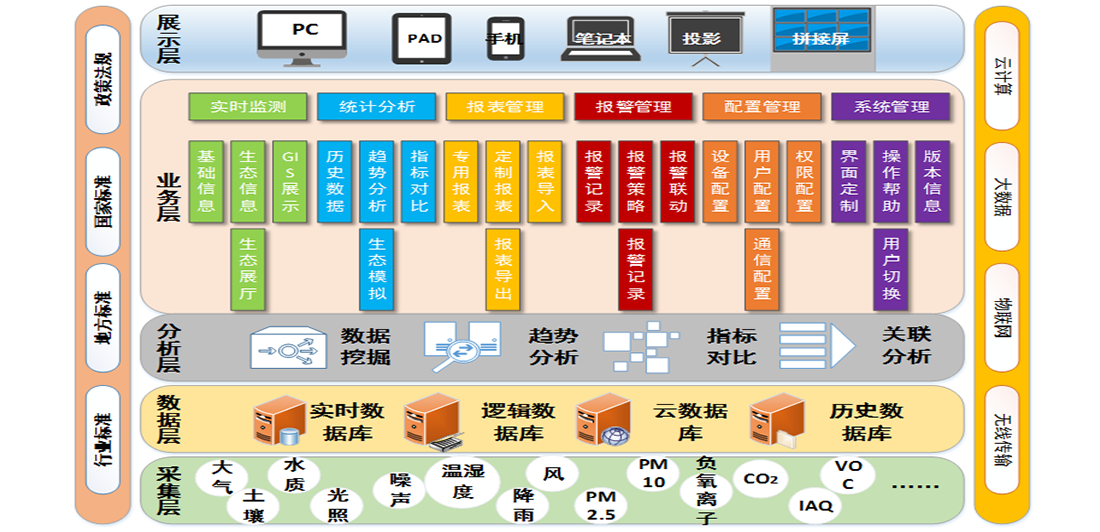 政策法规
国家标准
地方标准
行业标准
展示层
PC
PAD
手机
笔记本
投影
拼接屏
业务层
实时监测
统计分析
报表管理
报警管理
配置管理
系统管理
基础信息
生态信息
GIS展示
历史数据
趋势分析
指标对比
专用报表
定制报表
报表导入
报警记录
报警策略
报警联动
设备配置
用户配置
权限配置
界面定制
操作帮助
版本信息
生态展厅
生态模拟
报表导出
报警记录
通信配置
用户切换
分析层
数据
挖掘
趋势
分析
指标
对比
关联
分析
数据层
实时数
据库
逻辑数
据库
云数据
库
历史数
据库
采集层
大气
土壤
水质
光照
噪声
温湿
度
降雨
风
PM
2.5
PM
10
负氧离子
CO₂
IAQ
VO
C
......
云计算
大数据
物联网
无线传输